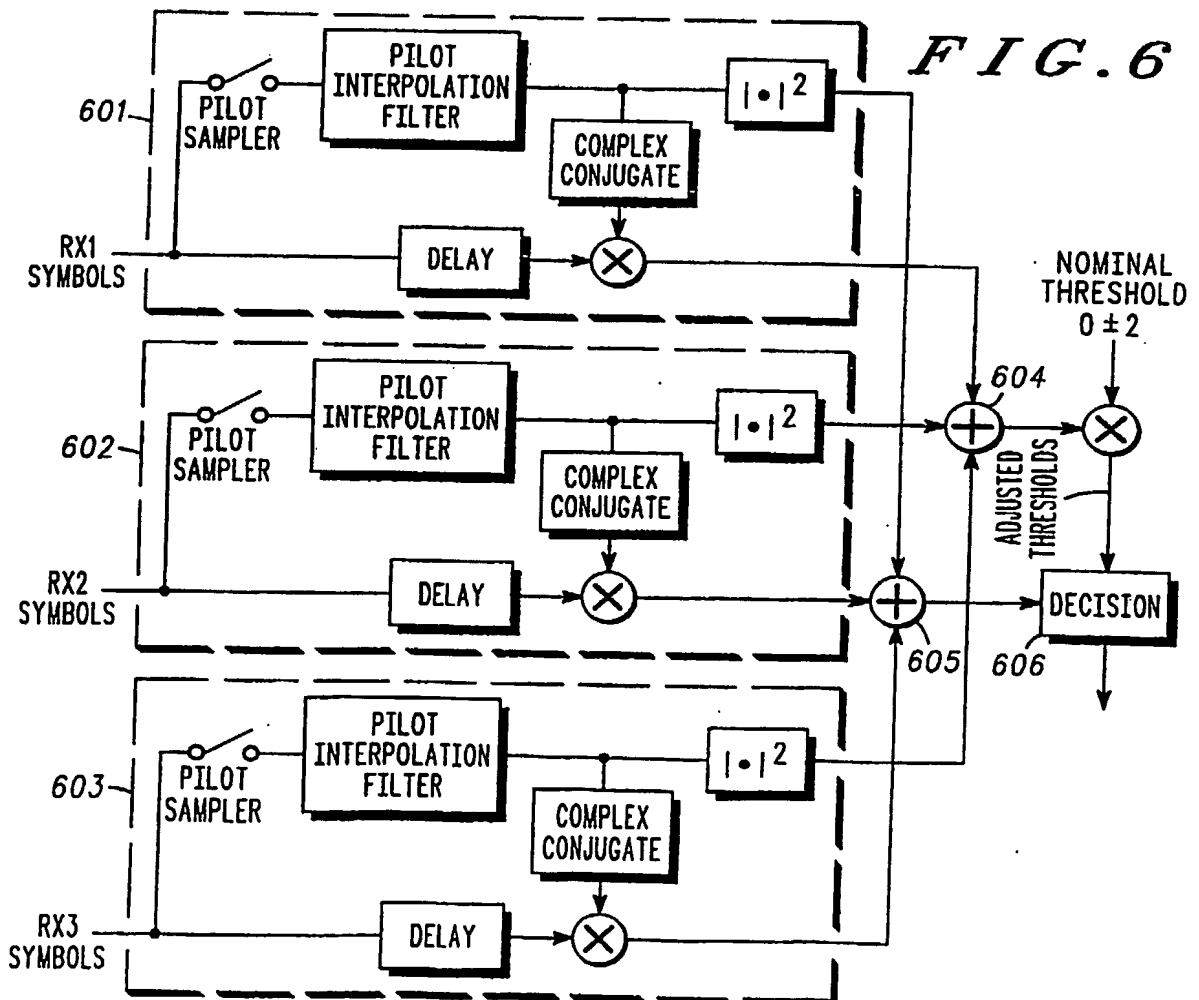 FIG. 6
601
PILOT
SAMPLER
PILOT
INTERPOLATION
FILTER
|•|²
COMPLEX
CONJUGATE
RX1
SYMBOLS
DELAY
×
NOMINAL
THRESHOLD
0 ± 2
602
PILOT
SAMPLER
PILOT
INTERPOLATION
FILTER
|•|²
COMPLEX
CONJUGATE
RX2
SYMBOLS
DELAY
×
604
+
×
ADJUSTED
THRESHOLDS
+
605
DECISION
606
603
PILOT
SAMPLER
PILOT
INTERPOLATION
FILTER
|•|²
COMPLEX
CONJUGATE
RX3
SYMBOLS
DELAY
×